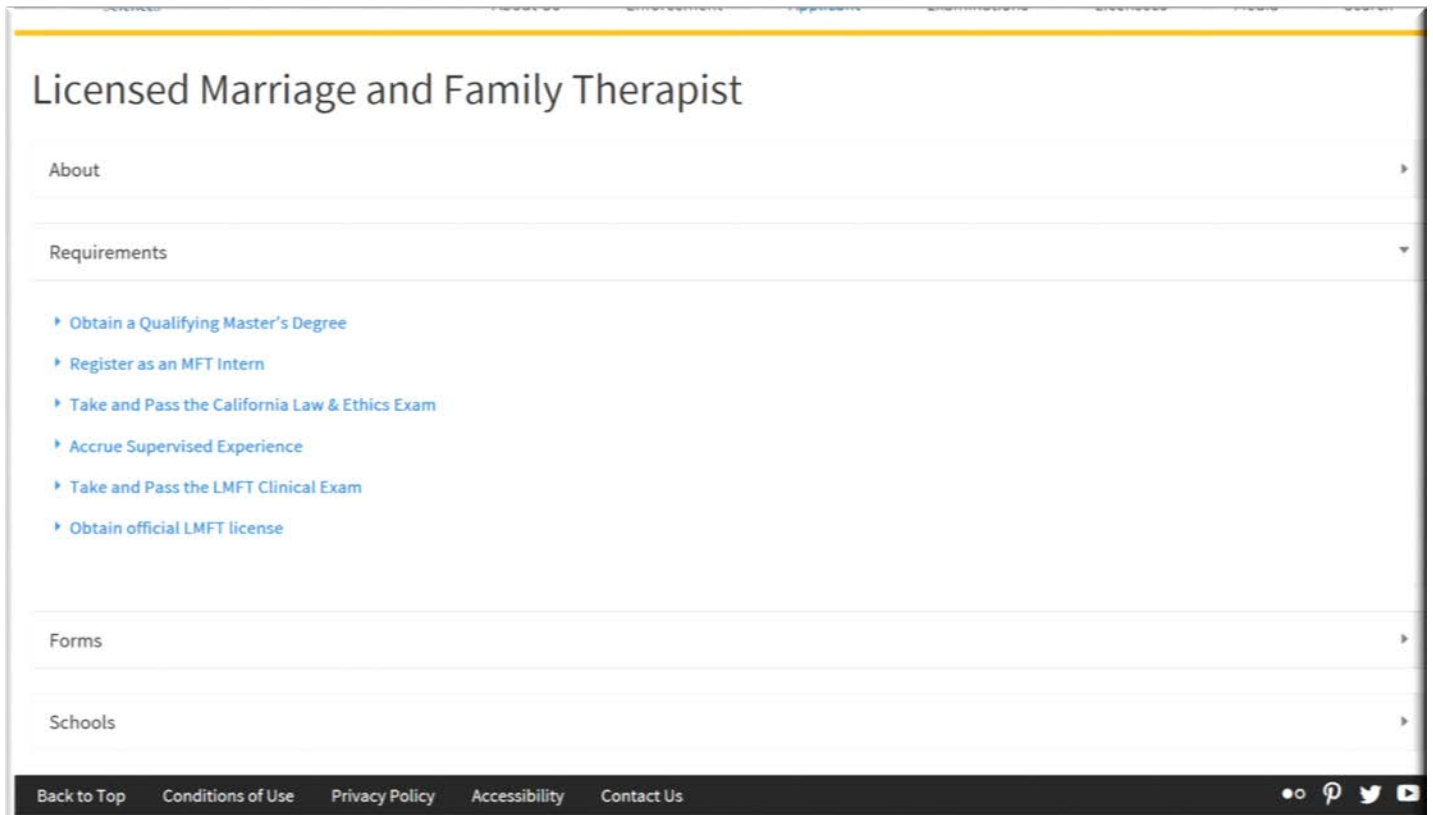 Licensed Marriage and Family Therapist
About
Requirements
Obtain a Qualifying Master's Degree
Register as an MFT Intern
Take and Pass the California Law & Ethics Exam
Accrue Supervised Experience
Take and Pass the LMFT Clinical Exam
Obtain official LMFT license
Forms
Schools
Back to Top Conditions of Use Privacy Policy Accessibility Contact Us